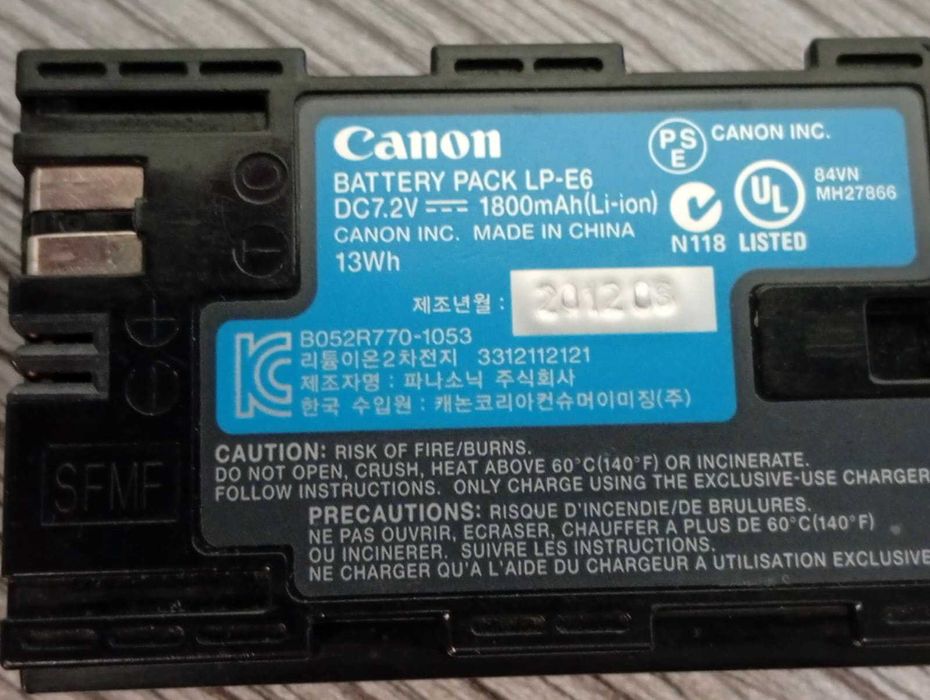 Canon
BATTERY PACK LP-E6
DC7.2V ⎓ 1800mAh(Li-ion)
CANON INC. MADE IN CHINA
13Wh
PSE CANON INC.
N118
UL
LISTED
84VN
MH27866
제조년월 :
B052R770-1053
리튬이온2차전지 3312112121
제조자명 : 파나소닉 주식회사
한국 수입원 : 캐논코리아컨슈머이미징(주)
CAUTION: RISK OF FIRE/BURNS.
DO NOT OPEN, CRUSH, HEAT ABOVE 60°C(140°F) OR INCINERATE.
FOLLOW INSTRUCTIONS. ONLY CHARGE USING THE EXCLUSIVE-USE CHARGER
PRECAUTIONS: RISQUE D'INCENDIE/DE BRULURES.
NE PAS OUVRIR, ECRASER, CHAUFFER A PLUS DE 60°C(140°F)
OU INCINERER. SUIVRE LES INSTRUCTIONS.
NE CHARGER QU'A L'AIDE DU CHARGEUR A UTILISATION EXCLUSIVE
SFMF